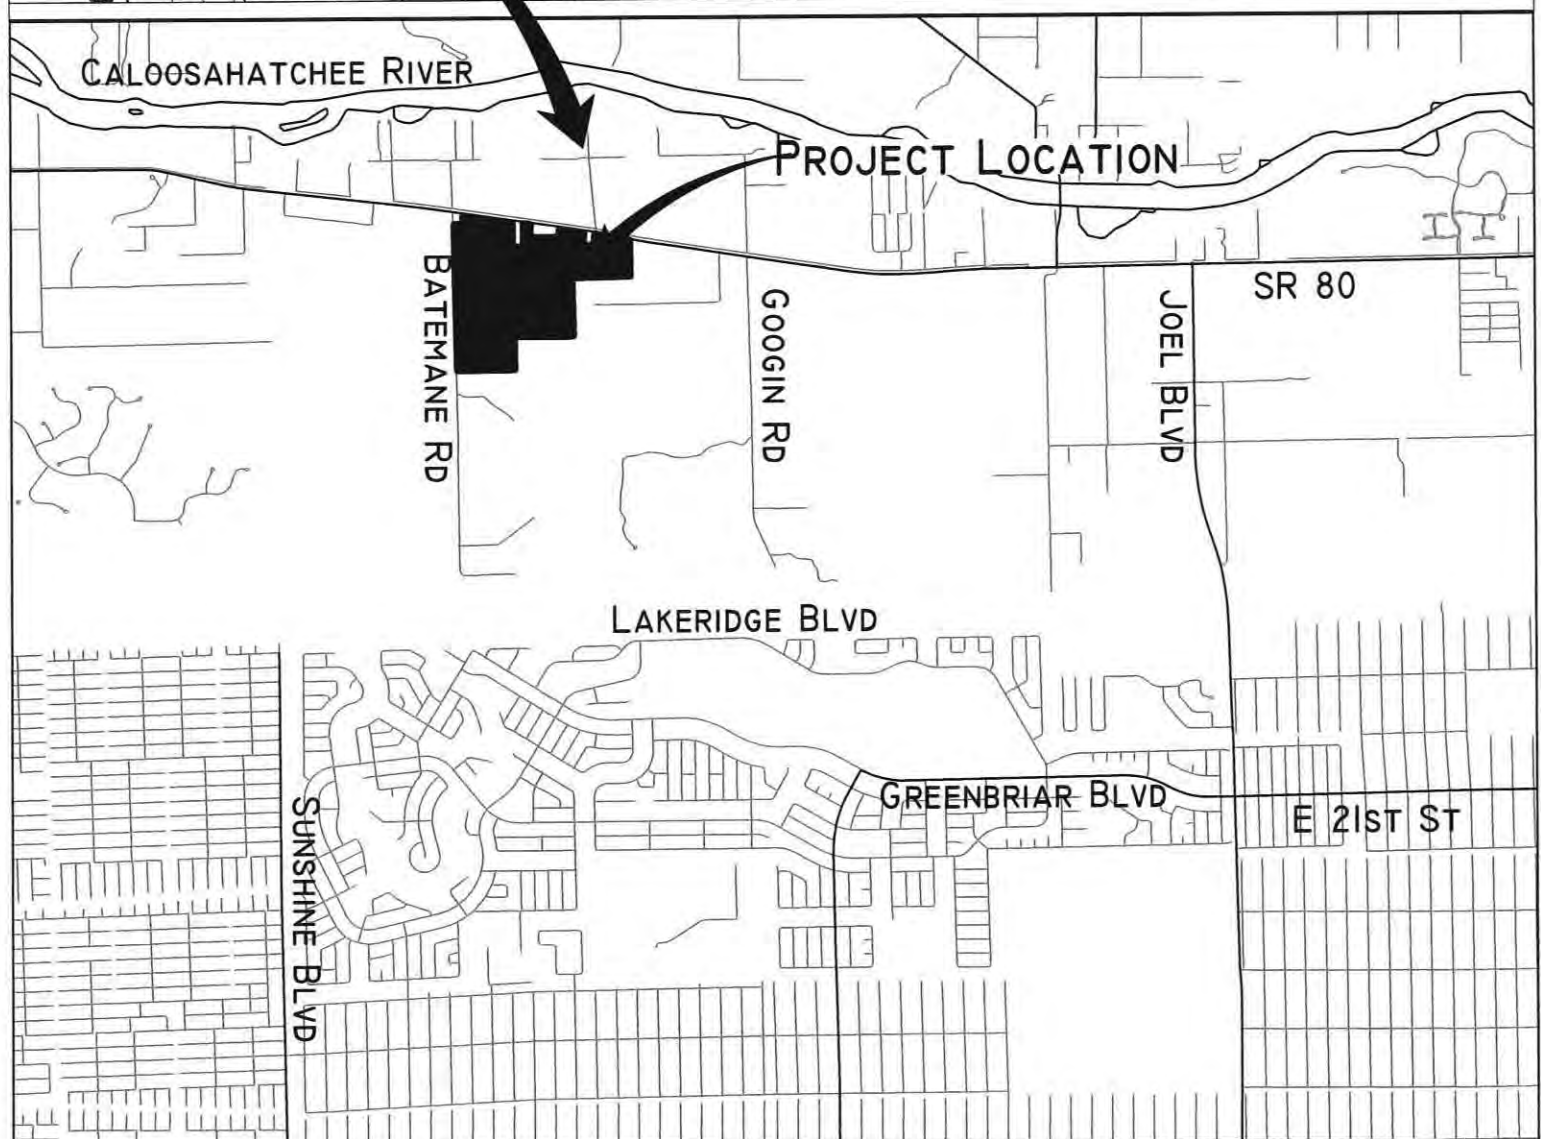 CALOOSAHATCHEE RIVER
PROJECT LOCATION
BATEMANE RD
GOOGIN RD
JOEL BLVD
SR 80
LAKERIDGE BLVD
SUNSHINE BLVD
GREENBRIAR BLVD
E 21ST ST